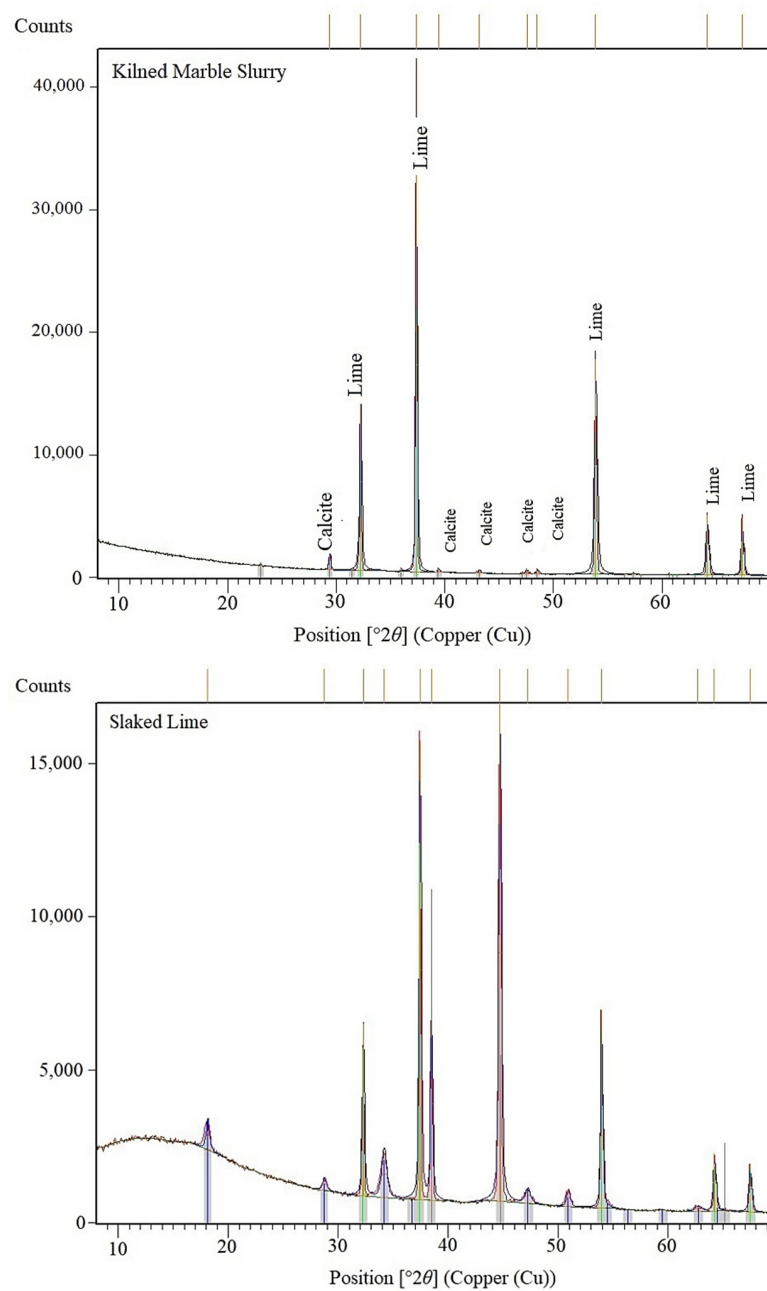 Counts
Kilned Marble Slurry
40,000
Lime
30,000
20,000
Lime
Lime
10,000
Calcite
Calcite
Calcite
Calcite
Calcite
Lime
Lime
0
10 20 30 40 50 60
Position [°2θ] (Copper (Cu))
Counts
Slaked Lime
15,000
10,000
5,000
0
10 20 30 40 50 60
Position [°2θ] (Copper (Cu))